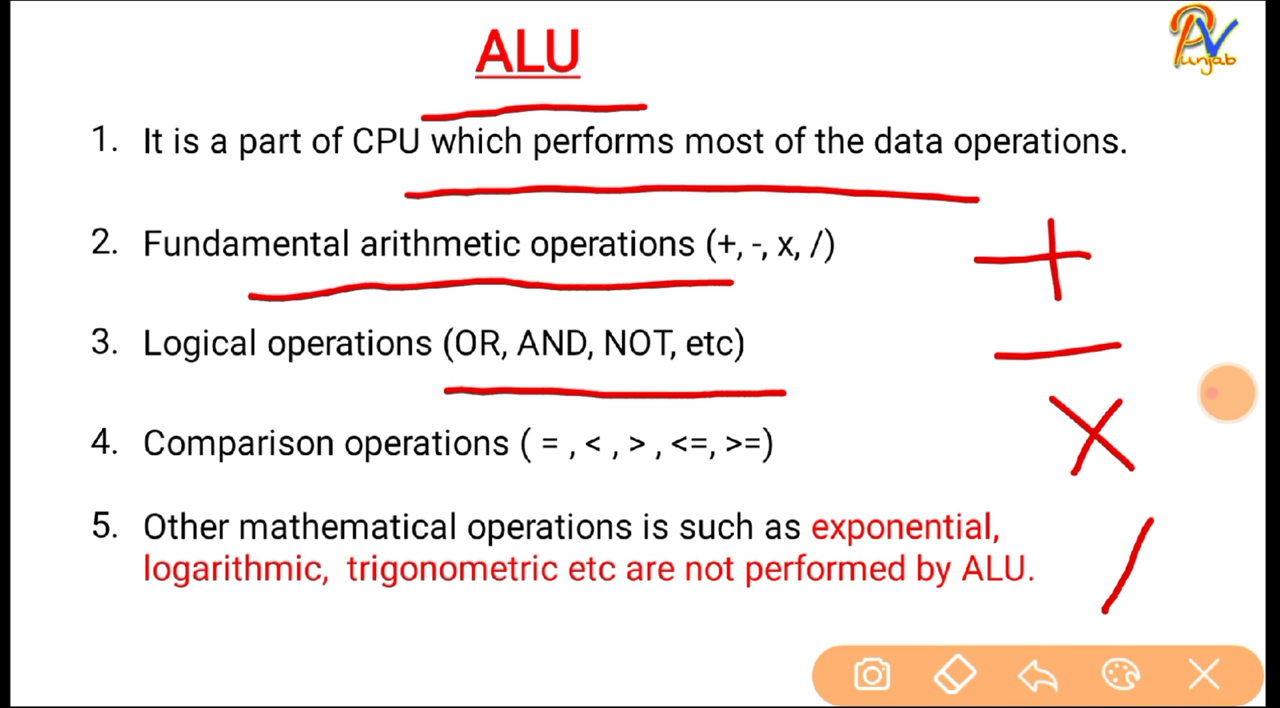 ALU
PV
Punjab
1. It is a part of CPU which performs most of the data operations.
2. Fundamental arithmetic operations (+, -, x, /)
+
3. Logical operations (OR, AND, NOT, etc)
—
×
4. Comparison operations ( = , < , > , <=, >=)
5. Other mathematical operations is such as exponential,
logarithmic, trigonometric etc are not performed by ALU.
/